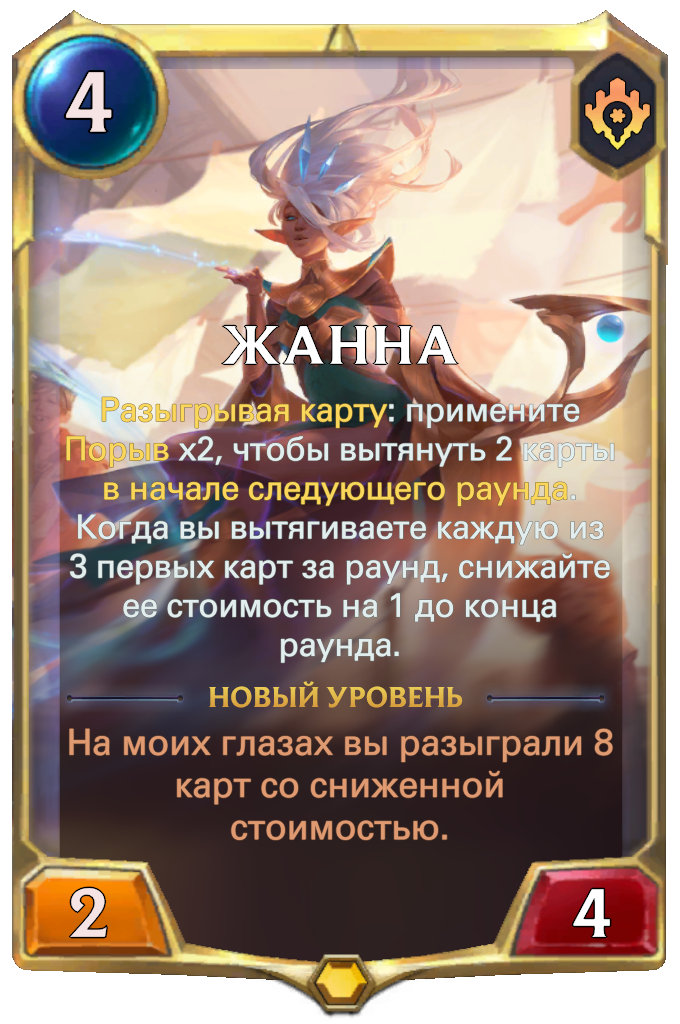 4
ЖАННА
Разыгрывая карту: примените
Порыв x2, чтобы вытянуть 2 карты
в начале следующего раунда.
Когда вы вытягиваете каждую из
3 первых карт за раунд, снижайте
ее стоимость на 1 до конца
раунда.
НОВЫЙ УРОВЕНЬ
На моих глазах вы разыграли 8
карт со сниженной
стоимостью.
2
4